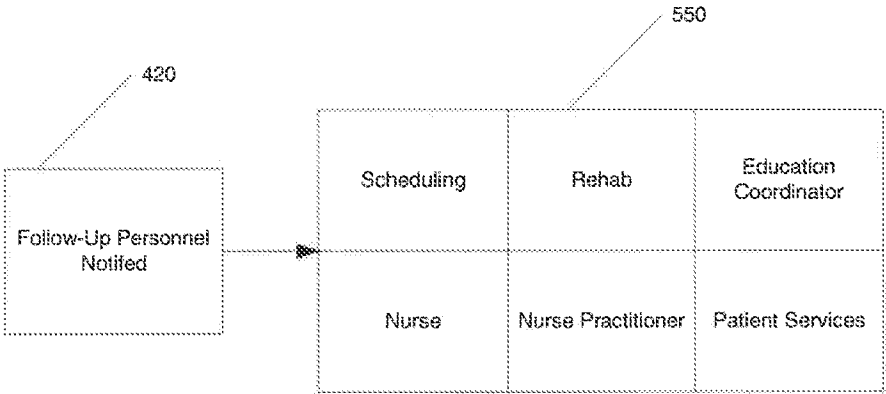 550
420
Scheduling
Rehab
Education
Coordinator
Follow-Up Personnel
Notifed
Nurse
Nurse Practitioner
Patient Services